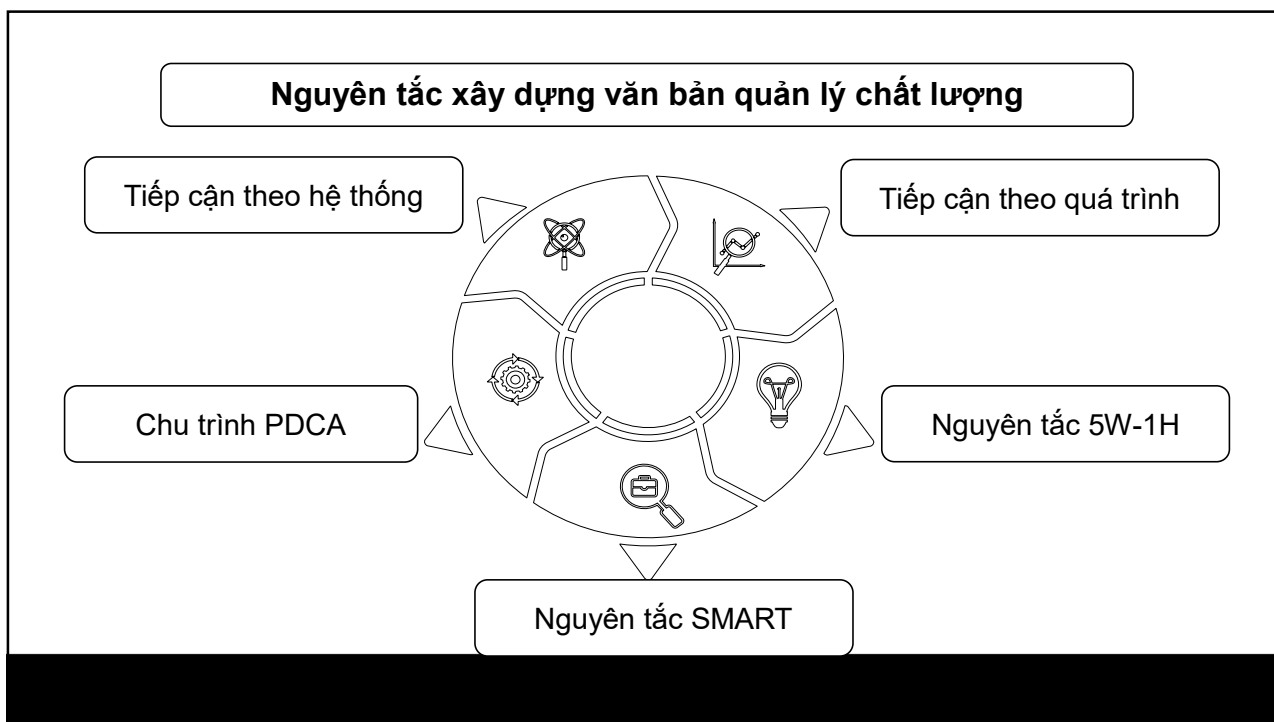 Nguyên tắc xây dựng văn bản quản lý chất lượng
Tiếp cận theo hệ thống
Tiếp cận theo quá trình
Chu trình PDCA
Nguyên tắc 5W-1H
Nguyên tắc SMART